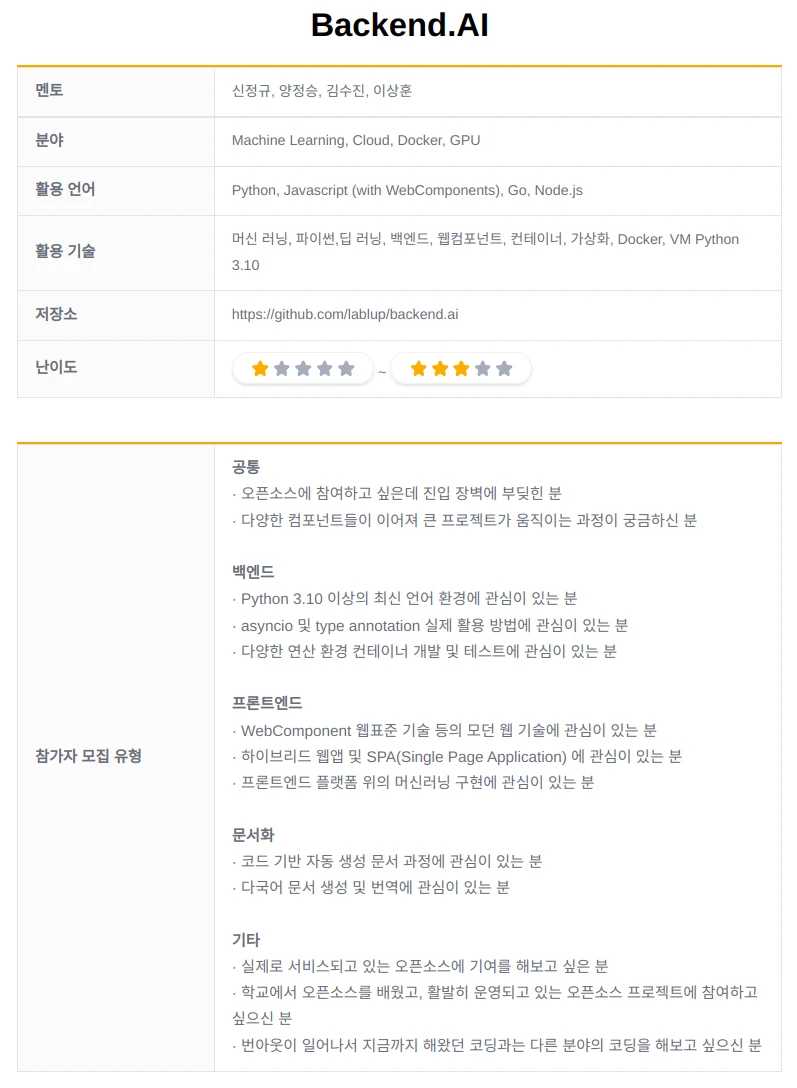 Backend.AI
멘토
신정규, 양정승, 김수진, 이상훈
분야
Machine Learning, Cloud, Docker, GPU
활용 언어
Python, Javascript (with WebComponents), Go, Node.js
활용 기술
머신 러닝, 파이썬,딥 러닝, 백엔드, 웹컴포넌트, 컨테이너, 가상화, Docker, VM Python
3.10
저장소
https://github.com/lablup/backend.ai
난이도
~
참가자 모집 유형
공통
· 오픈소스에 참여하고 싶은데 진입 장벽에 부딪힌 분
· 다양한 컴포넌트들이 이어져 큰 프로젝트가 움직이는 과정이 궁금하신 분
백엔드
· Python 3.10 이상의 최신 언어 환경에 관심이 있는 분
· asyncio 및 type annotation 실제 활용 방법에 관심이 있는 분
· 다양한 연산 환경 컨테이너 개발 및 테스트에 관심이 있는 분
프론트엔드
· WebComponent 웹표준 기술 등의 모던 웹 기술에 관심이 있는 분
· 하이브리드 웹앱 및 SPA(Single Page Application) 에 관심이 있는 분
· 프론트엔드 플랫폼 위의 머신러닝 구현에 관심이 있는 분
문서화
· 코드 기반 자동 생성 문서 과정에 관심이 있는 분
· 다국어 문서 생성 및 번역에 관심이 있는 분
기타
· 실제로 서비스되고 있는 오픈소스에 기여를 해보고 싶은 분
· 학교에서 오픈소스를 배웠고, 활발히 운영되고 있는 오픈소스 프로젝트에 참여하고
싶으신 분
· 번아웃이 일어나서 지금까지 해왔던 코딩과는 다른 분야의 코딩을 해보고 싶으신 분